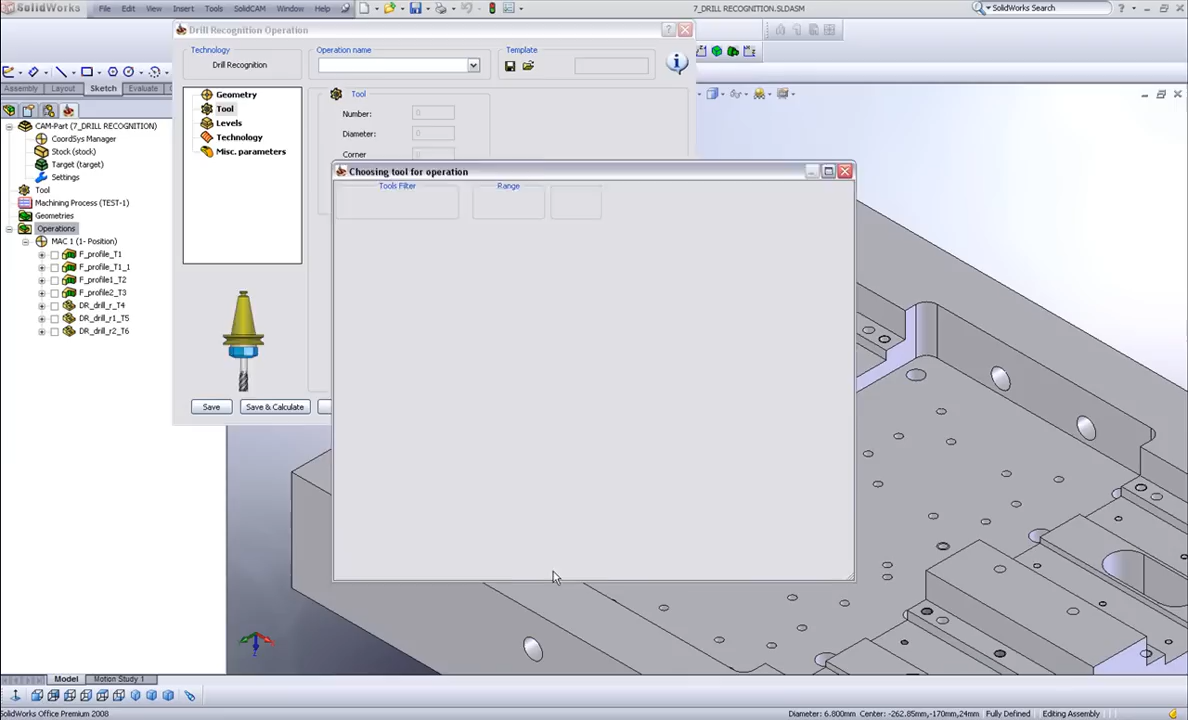 SolidWorks File Edit View Insert Tools SolidCAM Window Help 7_DRILL RECOGNITION.SLDASM SolidWorks Search
Drill Recognition Operation
Technology Operation name Template
Drill Recognition
Assembly Layout Sketch Evaluate
Geometry
Tool
Levels
Technology
Misc. parameters
Tool
Number: 0
Diameter: 0
Corner 0
CAM-Part (7_DRILL RECOGNITION)
CoordSys Manager
Stock (stock)
Target (target)
Settings
Tool
Machining Process (TEST-1)
Geometries
Operations
MAC 1 (1- Position)
F_profile_T1
F_profile_T1_1
F_profile1_T2
F_profile2_T3
DR_drill_r_T4
DR_drill_r1_T5
DR_drill_r2_T6
Choosing tool for operation
Tools Filter Range
Save Save & Calculate
Z
Model Motion Study 1
SolidWorks Office Premium 2008 Diameter: 6.800mm Center: -262.85mm,-170mm,24mm Fully Defined Editing Assembly